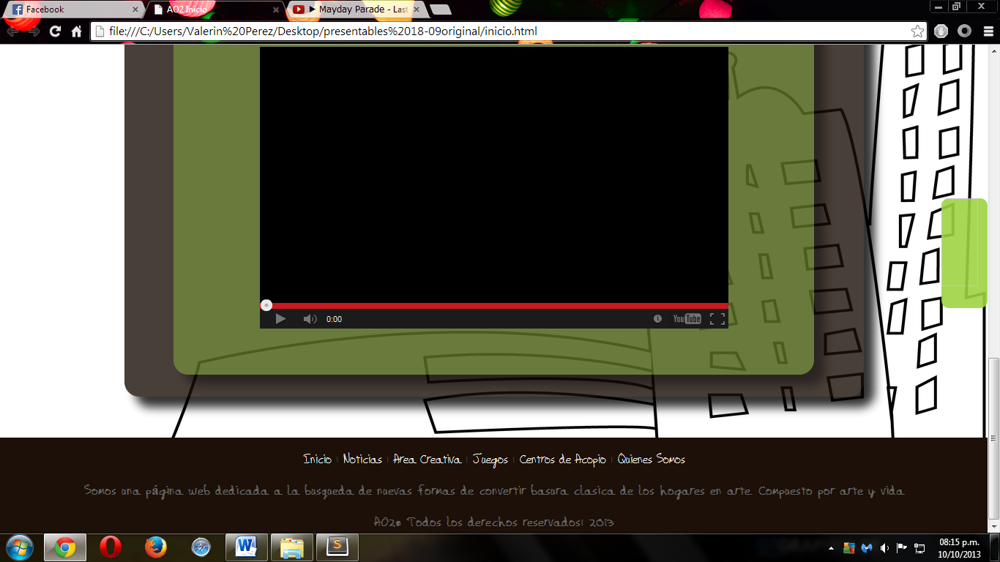 Facebook
AO2.Inicio
▶ Mayday Parade - Last
file:///C:/Users/Valerin%20Perez/Desktop/presentables%2018-09original/inicio.html
0:00
YouTube
Inicio | Noticias | Area Creativa | Juegos | Centros de Acopio | Quienes Somos
Somos una página web dedicada a la busqueda de nuevas formas de convertir basura clasica de los hogares en arte. Compuesto por arte y vida
AO2® Todos los derechos reservados| 2013
08:15 p.m.
10/10/2013